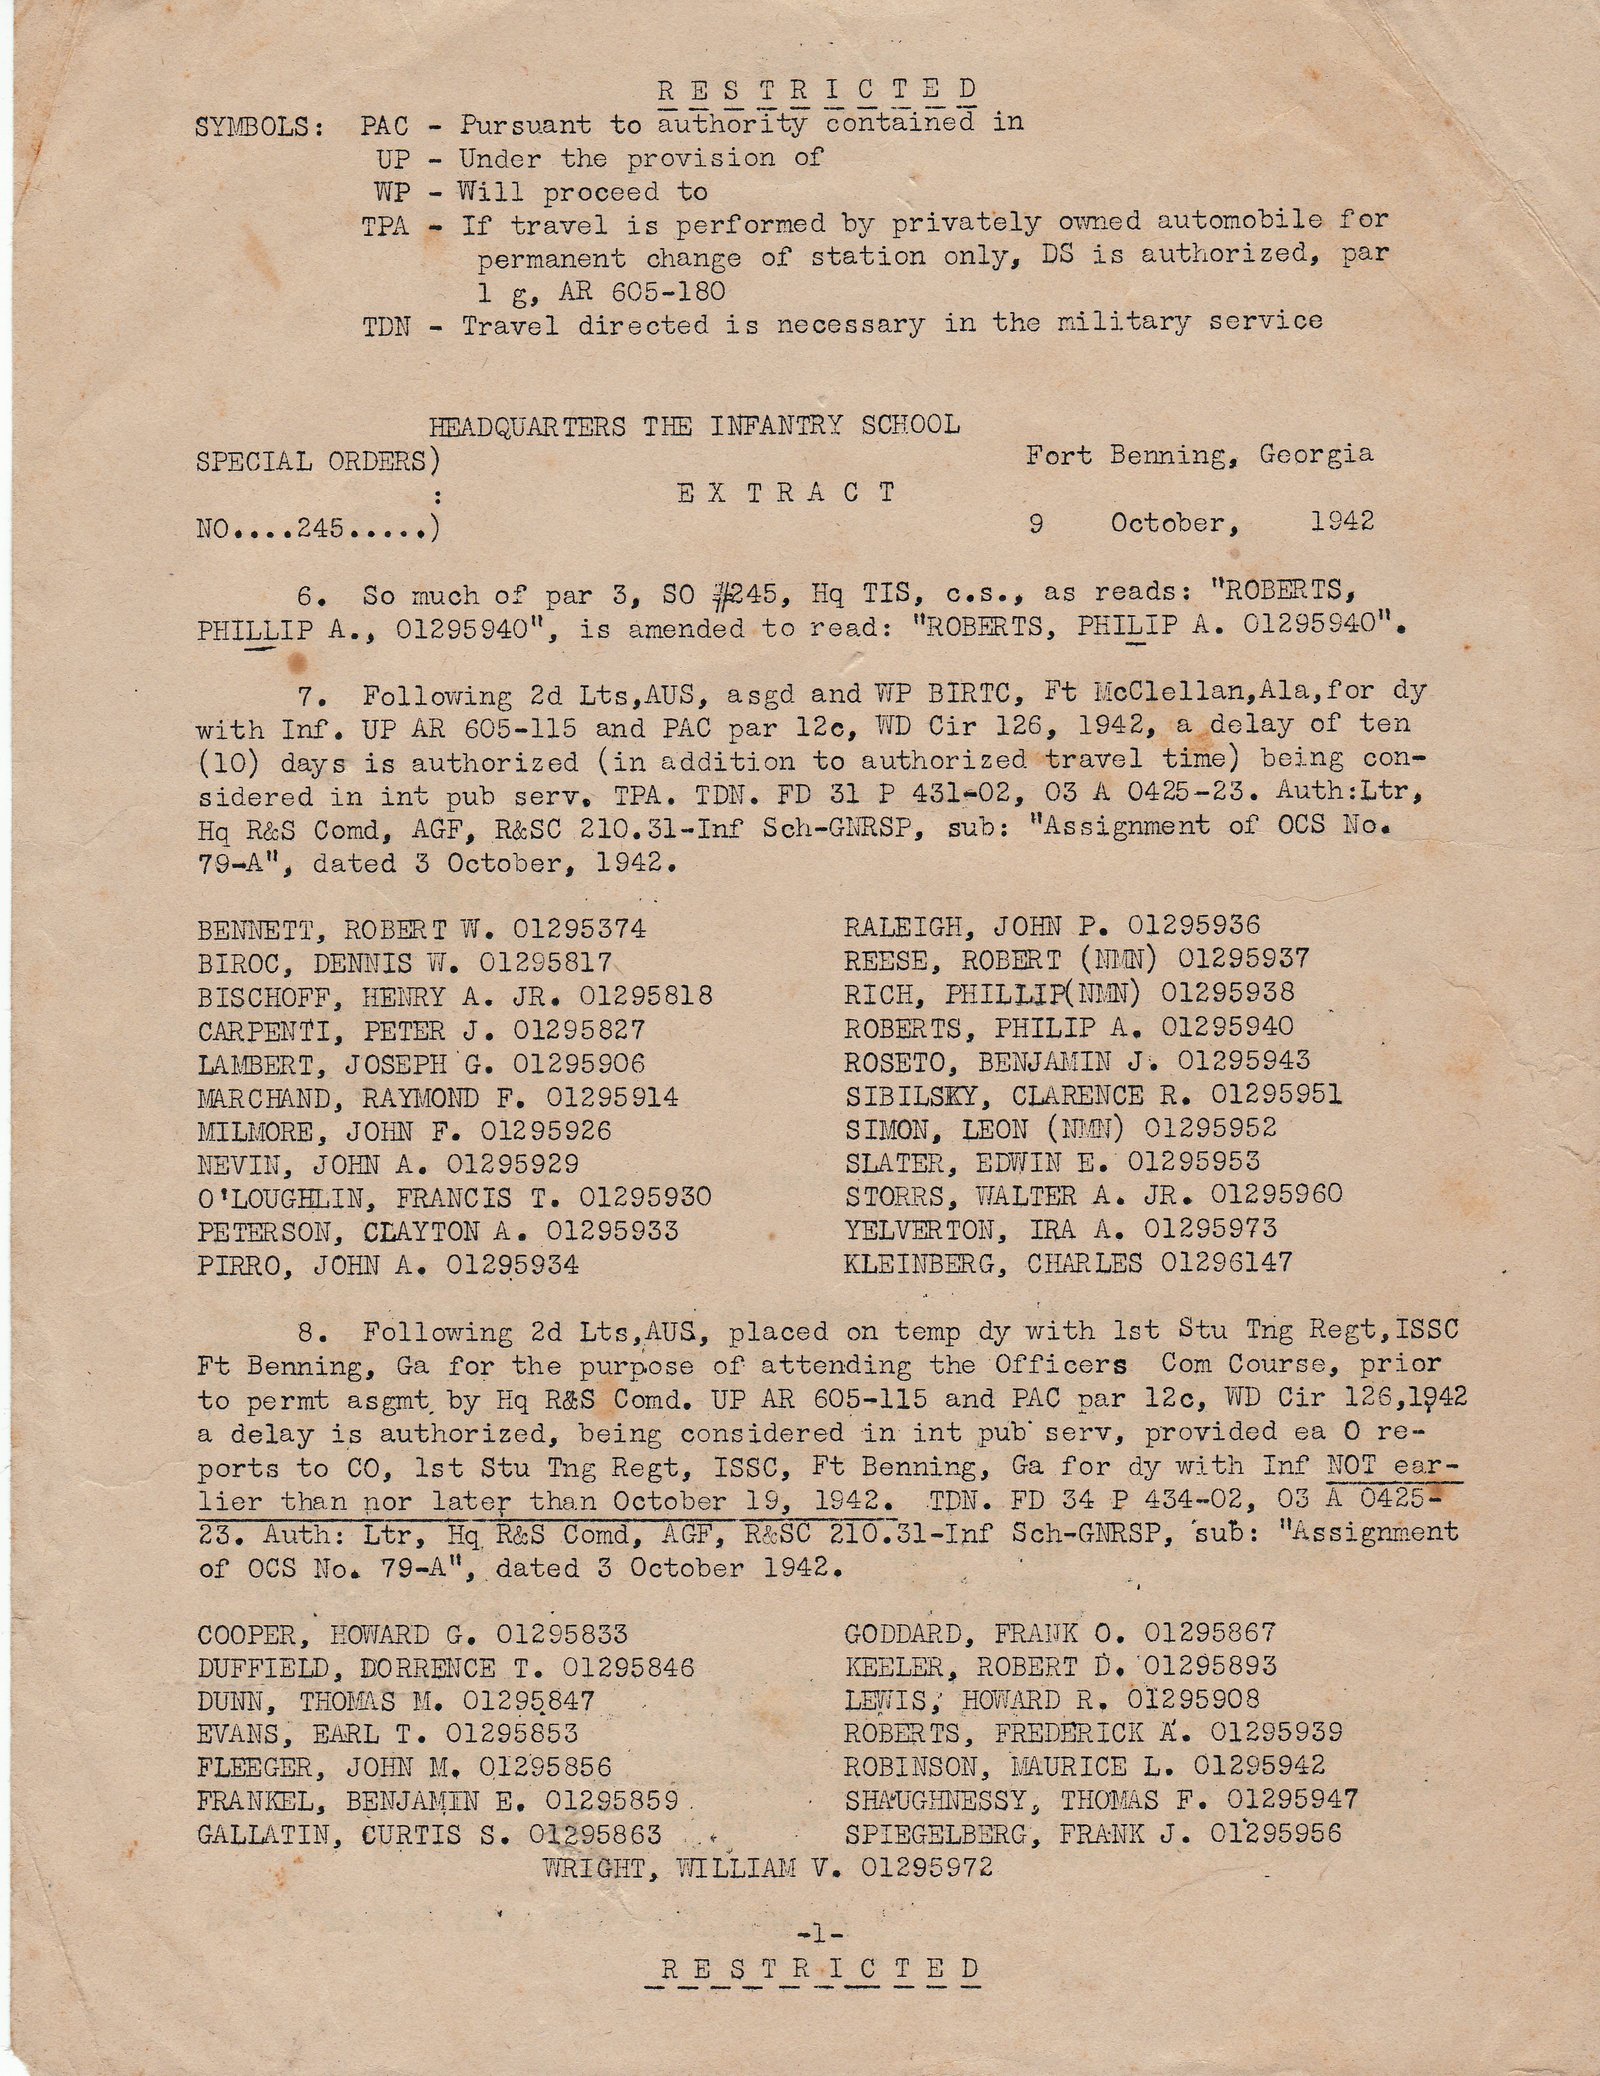 R E S T R I C T E D
SYMBOLS: PAC - Pursuant to authority contained in
UP - Under the provision of
WP - Will proceed to
TPA - If travel is performed by privately owned automobile for
permanent change of station only, DS is authorized, par
1 g, AR 605-180
TDN - Travel directed is necessary in the military service
HEADQUARTERS THE INFANTRY SCHOOL
SPECIAL ORDERS) Fort Benning, Georgia
: E X T R A C T
NO....245.....) 9 October, 1942
6. So much of par 3, SO #245, Hq TIS, c.s., as reads: "ROBERTS,
PHILLIP A., 01295940", is amended to read: "ROBERTS, PHILIP A. 01295940".
7. Following 2d Lts,AUS, asgd and WP BIRTC, Ft McClellan,Ala,for dy
with Inf. UP AR 605-115 and PAC par 12c, WD Cir 126, 1942, a delay of ten
(10) days is authorized (in addition to authorized travel time) being con-
sidered in int pub serv. TPA. TDN. FD 31 P 431-02, 03 A 0425-23. Auth:Ltr,
Hq R&S Comd, AGF, R&SC 210.31-Inf Sch-GNRSP, sub: "Assignment of OCS No.
79-A", dated 3 October, 1942.
BENNETT, ROBERT W. 01295374 RALEIGH, JOHN P. 01295936
BIROC, DENNIS W. 01295817 REESE, ROBERT (NMN) 01295937
BISCHOFF, HENRY A. JR. 01295818 RICH, PHILLIP(NMN) 01295938
CARPENTI, PETER J. 01295827 ROBERTS, PHILIP A. 01295940
LAMBERT, JOSEPH G. 01295906 ROSETO, BENJAMIN J. 01295943
MARCHAND, RAYMOND F. 01295914 SIBILSKY, CLARENCE R. 01295951
MILMORE, JOHN F. 01295926 SIMON, LEON (NMN) 01295952
NEVIN, JOHN A. 01295929 SLATER, EDWIN E. 01295953
O'LOUGHLIN, FRANCIS T. 01295930 STORRS, WALTER A. JR. 01295960
PETERSON, CLAYTON A. 01295933 YELVERTON, IRA A. 01295973
PIRRO, JOHN A. 01295934 KLEINBERG, CHARLES 01296147
8. Following 2d Lts,AUS, placed on temp dy with 1st Stu Tng Regt,ISSC
Ft Benning, Ga for the purpose of attending the Officers Com Course, prior
to permt asgmt by Hq R&S Comd. UP AR 605-115 and PAC par 12c, WD Cir 126,1942
a delay is authorized, being considered in int pub serv, provided ea O re-
ports to CO, 1st Stu Tng Regt, ISSC, Ft Benning, Ga for dy with Inf NOT ear-
lier than nor later than October 19, 1942. TDN. FD 34 P 434-02, 03 A 0425-
23. Auth: Ltr, Hq R&S Comd, AGF, R&SC 210.31-Inf Sch-GNRSP, sub: "Assignment
of OCS No. 79-A", dated 3 October 1942.
COOPER, HOWARD G. 01295833 GODDARD, FRANK O. 01295867
DUFFIELD, DORRENCE T. 01295846 KEELER, ROBERT D. 01295893
DUNN, THOMAS M. 01295847 LEWIS, HOWARD R. 01295908
EVANS, EARL T. 01295853 ROBERTS, FREDERICK A. 01295939
FLEEGER, JOHN M. 01295856 ROBINSON, MAURICE L. 01295942
FRANKEL, BENJAMIN E. 01295859 SHAUGHNESSY, THOMAS F. 01295947
GALLATIN, CURTIS S. 01295863 SPIEGELBERG, FRANK J. 01295956
WRIGHT, WILLIAM V. 01295972
-1-
R E S T R I C T E D